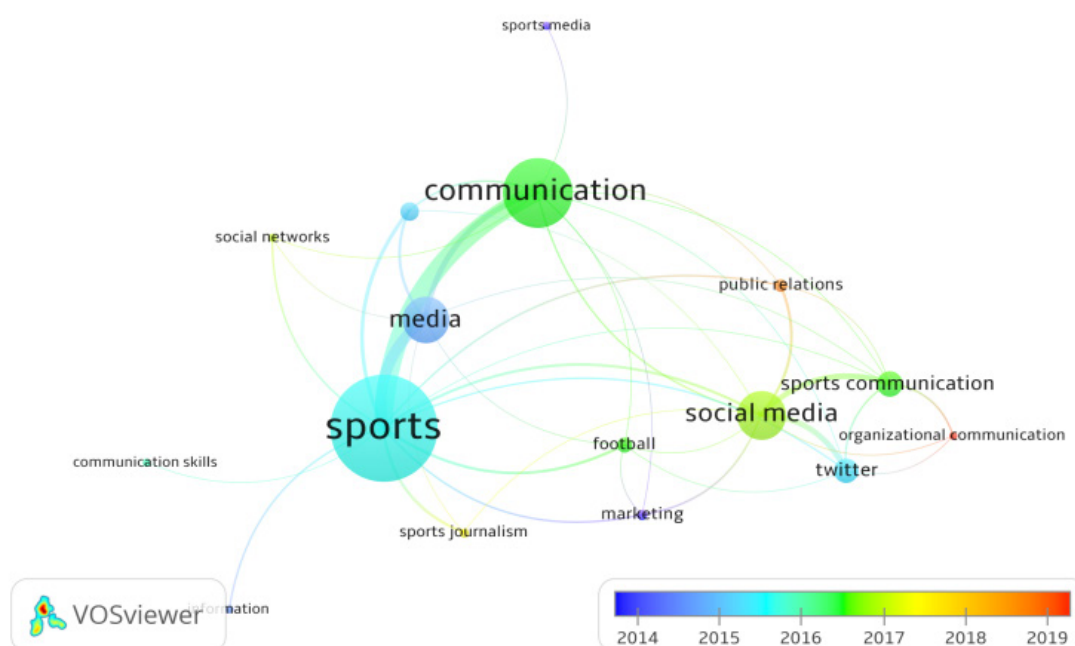 sports media
communication
social networks
public relations
media
sports communication
social media
sports
organizational communication
football
communication skills
twitter
marketing
sports journalism
information
VOSviewer
2014 2015 2016 2017 2018 2019